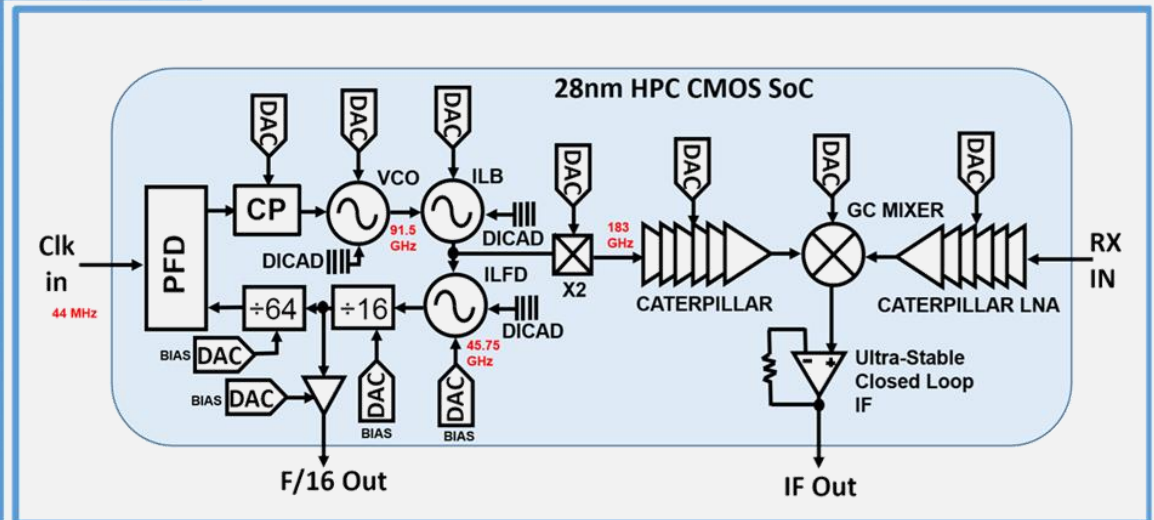 28nm HPC CMOS SoC
DAC
DAC
DAC
DAC
DAC
DAC
DAC
VCO
ILB
GC MIXER
PFD
CP
91.5
GHz
183
GHz
Clk
in
44 MHz
RX
IN
DICAD
DICAD
X2
CATERPILLAR
CATERPILLAR LNA
ILFD
÷64
÷16
DICAD
45.75
GHz
BIAS DAC
BIAS DAC
DAC
BIAS
DAC
BIAS
- +
Ultra-Stable
Closed Loop
IF
F/16 Out
IF Out